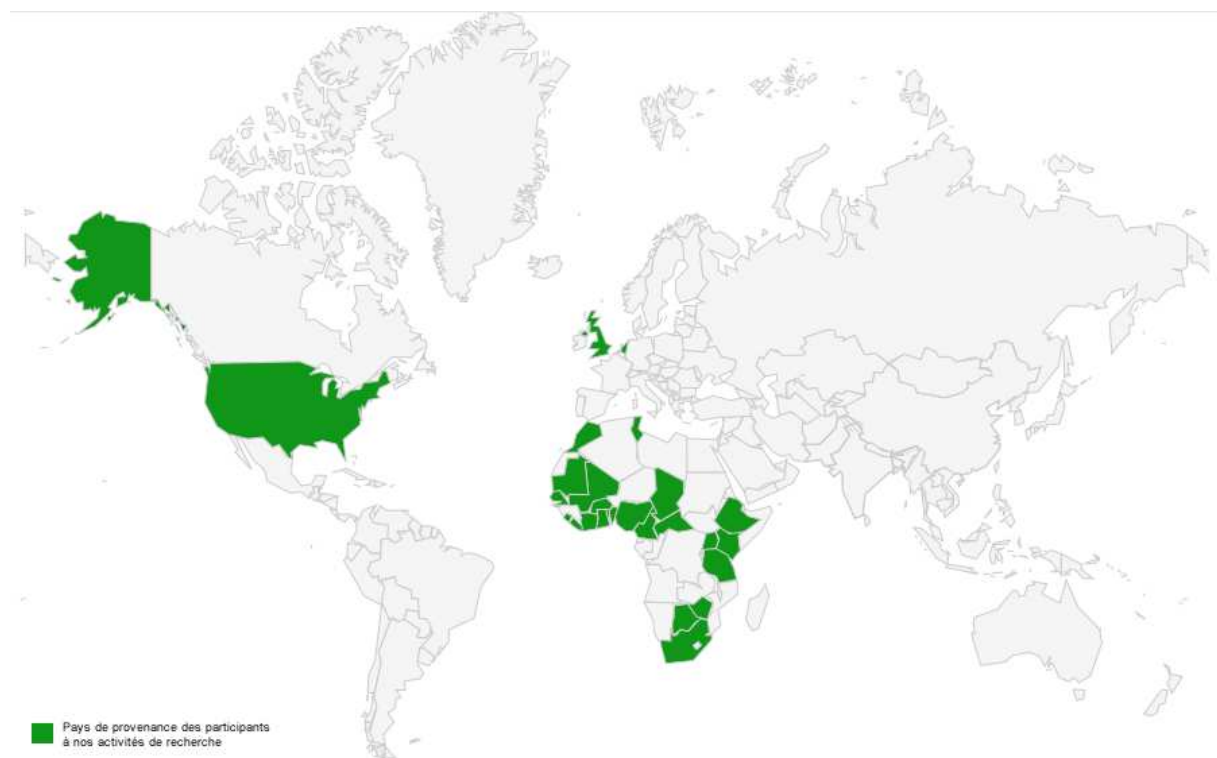 Pays de provenance des participants
à nos activités de recherche